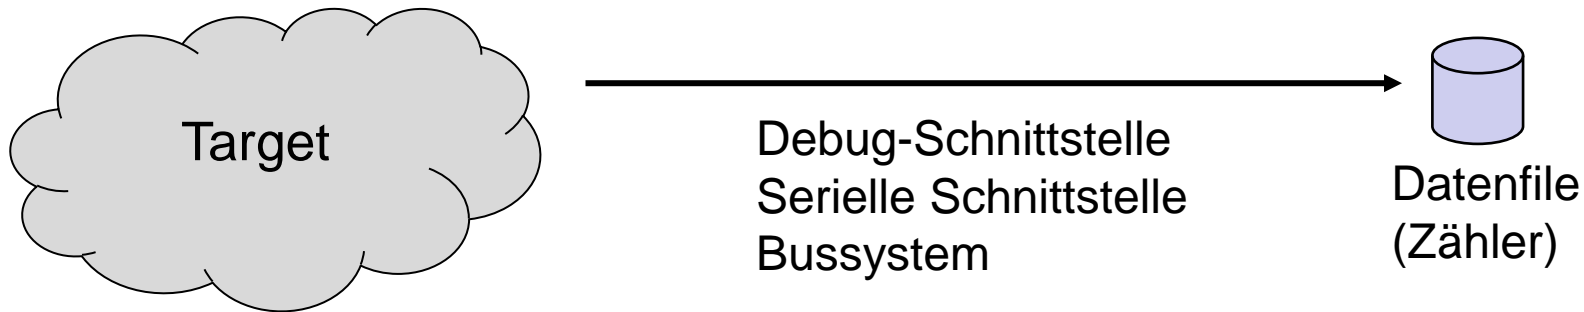 Target
Debug-Schnittstelle
Serielle Schnittstelle
Bussystem
Datenfile
(Zähler)